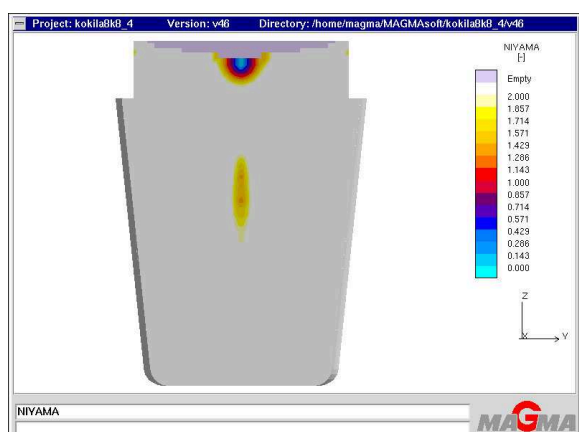 Project: kokila8k8_4 Version: v46 Directory: /home/magma/MAGMAsoft/kokila8k8_4/v46
NIYAMA
[-]
Empty
2.000
1.857
1.714
1.571
1.429
1.286
1.143
1.000
0.857
0.714
0.571
0.429
0.286
0.143
0.000
Z
X
Y
NIYAMA
MAGMA